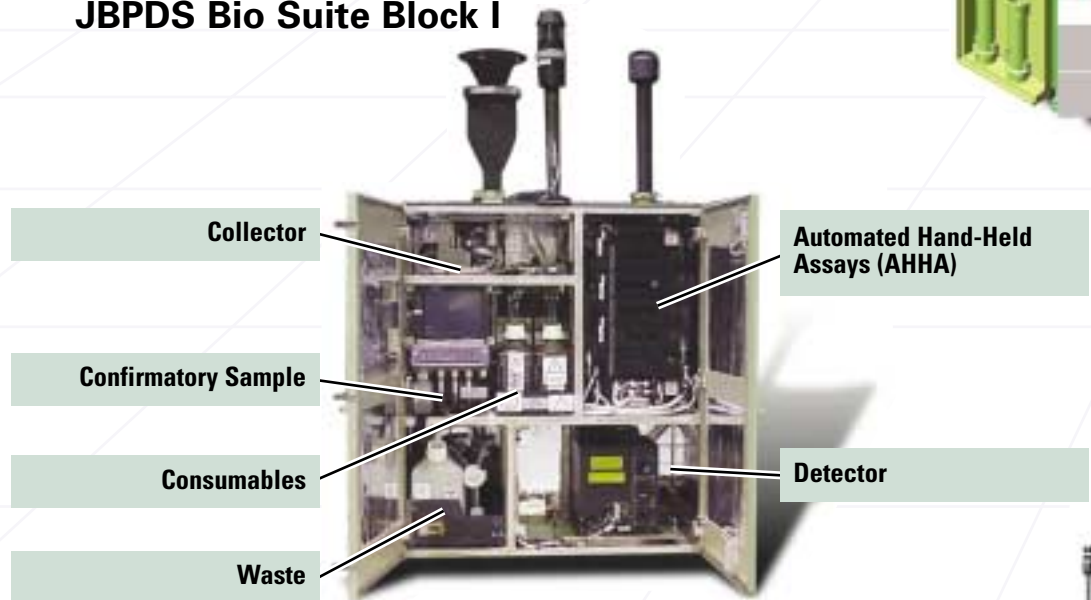 JBPDS Bio Suite Block I
Collector
Automated Hand-Held
Assays (AHHA)
Confirmatory Sample
Consumables
Detector
Waste